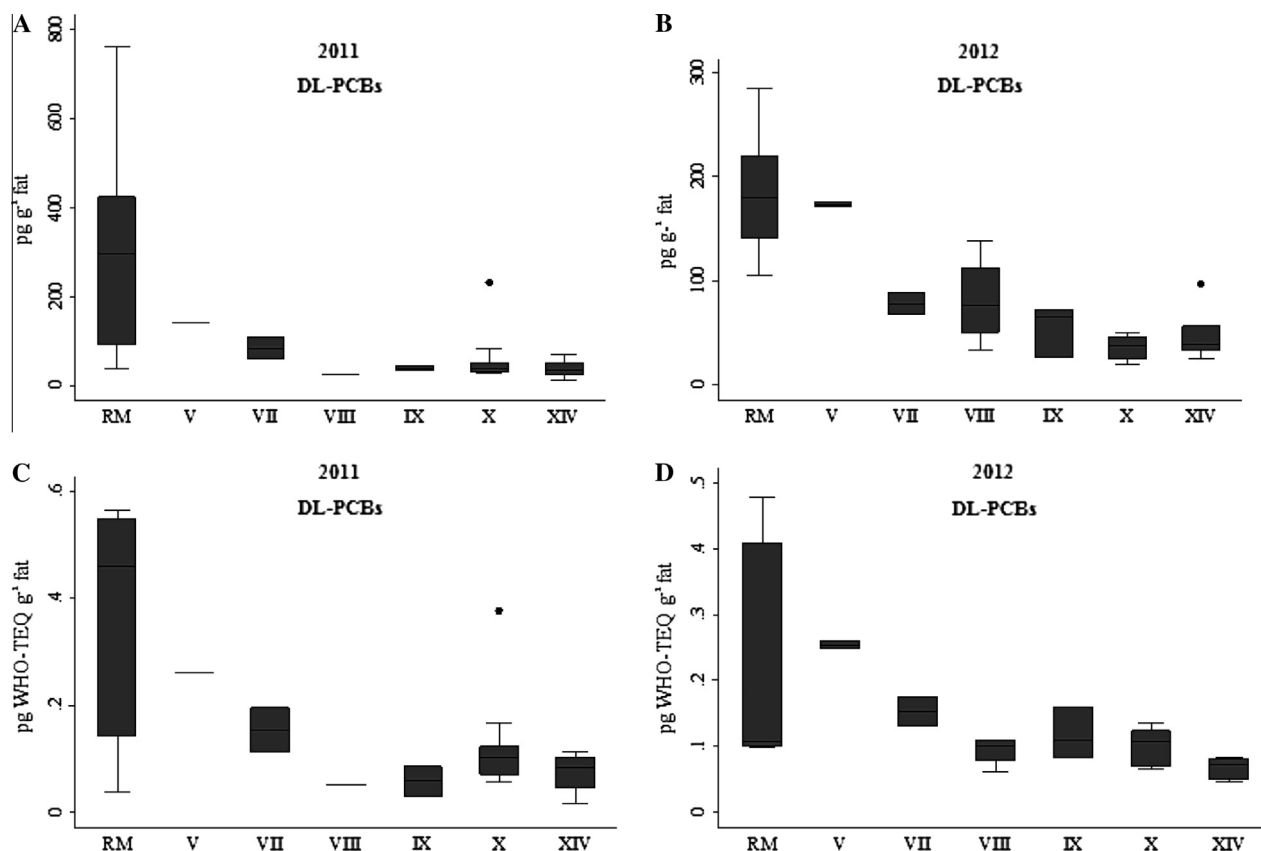 A
2011
DL-PCBs
800
600
400
200
0
pg g⁻¹ fat
RM V VII VIII IX X XIV
B
2012
DL-PCBs
300
200
100
0
pg g-¹ fat
RM V VII VIII IX X XIV
C
2011
DL-PCBs
.6
.4
.2
0
pg WHO-TEQ g⁻¹ fat
RM V VII VIII IX X XIV
D
2012
DL-PCBs
.5
.4
.3
.2
.1
0
pg WHO-TEQ g⁻¹ fat
RM V VII VIII IX X XIV